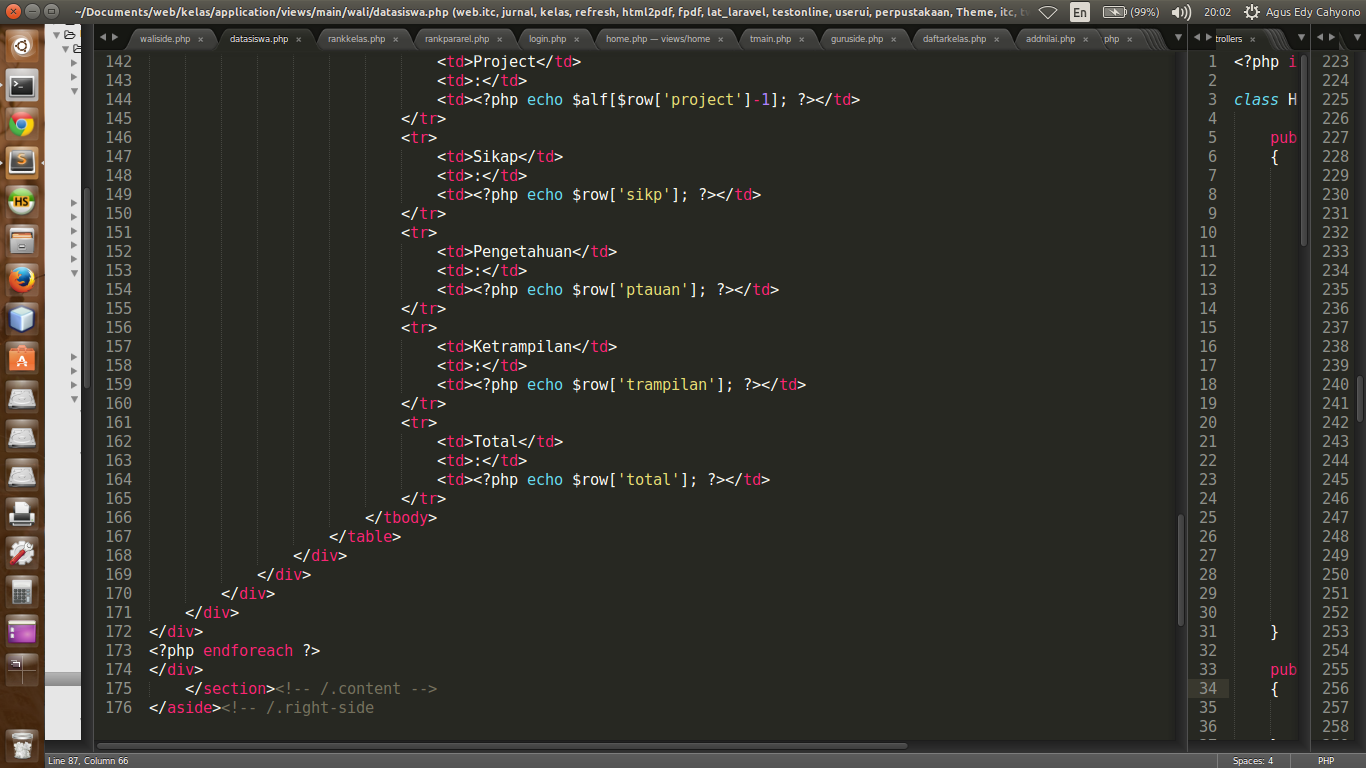 ~/Documents/web/kelas/application/views/main/wali/datasiswa.php (web.itc, jurnal, kelas, refresh, html2pdf, fpdf, lat_laravel, testonline, userui, perpustakaan, Theme, itc,
En (99%) 20:02 Agus Edy Cahyono
waliside.php × datasiswa.php × rankkelas.php × rankpararel.php × login.php × home.php — views/home × tmain.php × guruside.php × daftarkelas.php × addnilai.php × php × trollers ×
142 <td>Project</td>
143 <td>:</td>
144 <td><?php echo $alf[$row['project']-1]; ?></td>
145 </tr>
146 <tr>
147 <td>Sikap</td>
148 <td>:</td>
149 <td><?php echo $row['sikp']; ?></td>
150 </tr>
151 <tr>
152 <td>Pengetahuan</td>
153 <td>:</td>
154 <td><?php echo $row['ptauan']; ?></td>
155 </tr>
156 <tr>
157 <td>Ketrampilan</td>
158 <td>:</td>
159 <td><?php echo $row['trampilan']; ?></td>
160 </tr>
161 <tr>
162 <td>Total</td>
163 <td>:</td>
164 <td><?php echo $row['total']; ?></td>
165 </tr>
166 </tbody>
167 </table>
168 </div>
169 </div>
170 </div>
171 </div>
172 </div>
173 <?php endforeach ?>
174 </div>
175 </section><!-- /.content -->
176 </aside><!-- /.right-side
1 <?php i
2
3 class H
4
5 pub
6 {
7
8
9
10
11
12
13
14
15
16
17
18
19
20
21
22
23
24
25
26
27
28
29
30
31 }
32
33 pub
34 {
35
36
223
224
225
226
227
228
229
230
231
232
233
234
235
236
237
238
239
240
241
242
243
244
245
246
247
248
249
250
251
252
253
254
255
256
257
258
Line 87, Column 66 Spaces: 4 PHP